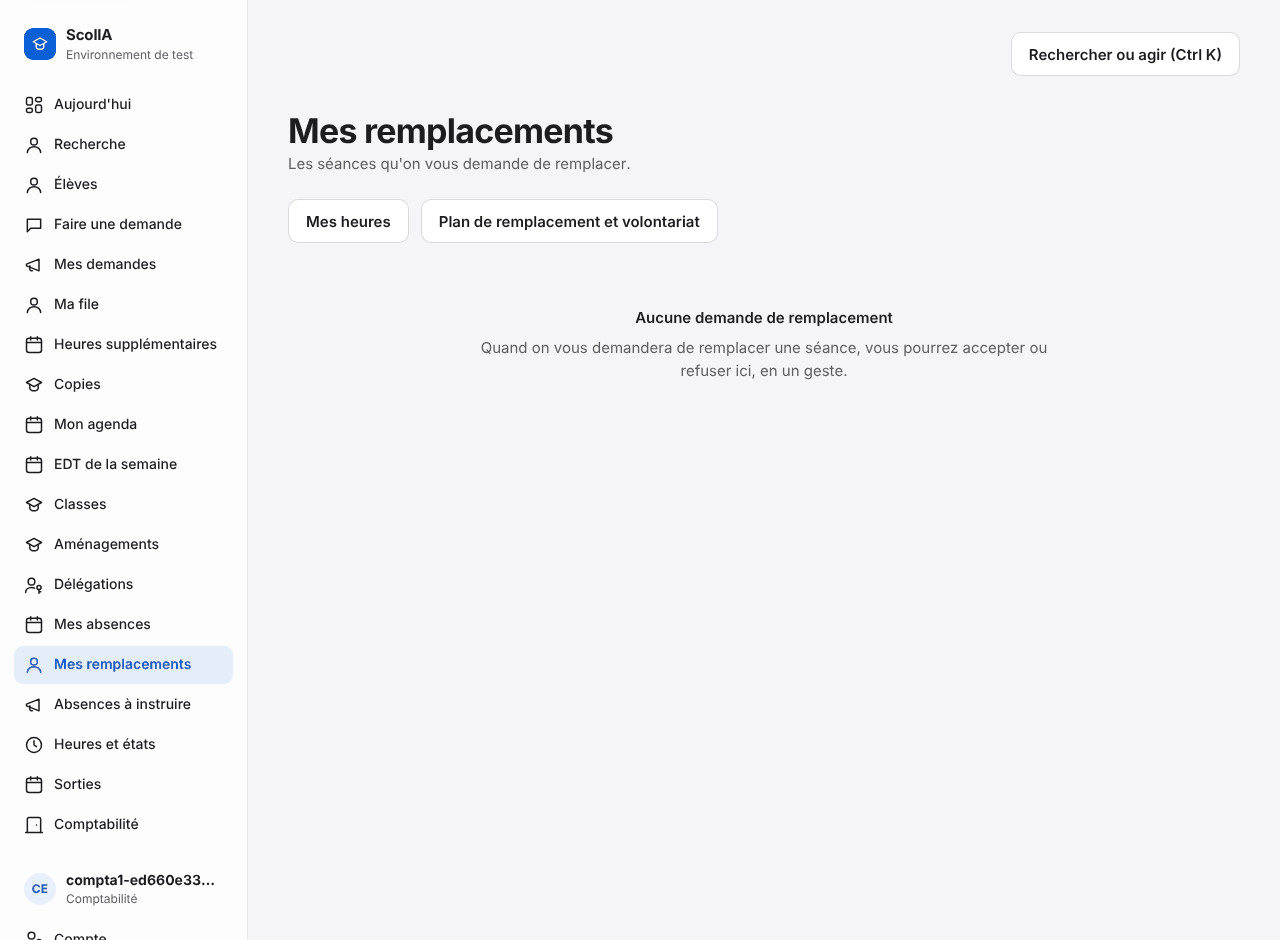 ScolIA
Environnement de test
Aujourd'hui
Recherche
Élèves
Faire une demande
Mes demandes
Ma file
Heures supplémentaires
Copies
Mon agenda
EDT de la semaine
Classes
Aménagements
Délégations
Mes absences
Mes remplacements
Absences à instruire
Heures et états
Sorties
Comptabilité
CE
compta1-ed660e33...
Comptabilité
Compte
Rechercher ou agir (Ctrl K)
Mes remplacements
Les séances qu'on vous demande de remplacer.
Mes heures
Plan de remplacement et volontariat
Aucune demande de remplacement
Quand on vous demandera de remplacer une séance, vous pourrez accepter ou
refuser ici, en un geste.